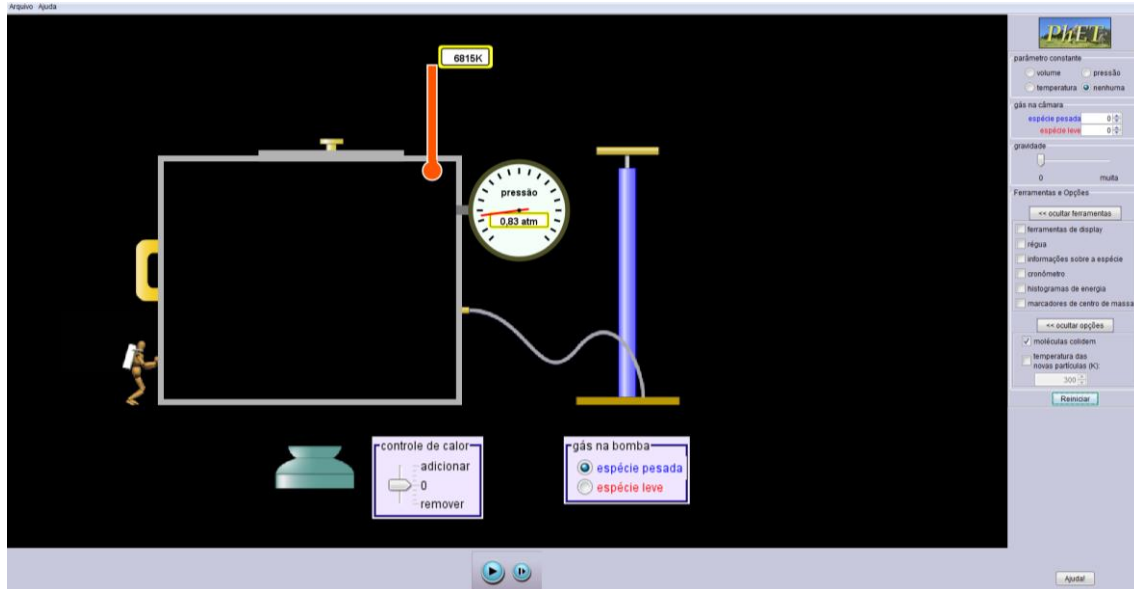 Arquivo Ajuda
PhET
6815K
pressão
0,83 atm
controle de calor
adicionar
0
remover
gás na bomba
espécie pesada
espécie leve
parâmetro constante
volume pressão
temperatura nenhuma
gás na câmara
espécie pesada 0
espécie leve 0
gravidade
0 muita
Ferramentas e Opções
<< ocultar ferramentas
ferramentas de display
régua
informações sobre a espécie
cronômetro
histogramas de energia
marcadores de centro de massa
<< ocultar opções
moléculas colidem
temperatura das
novas partículas (K):
300
Reiniciar
Ajuda!